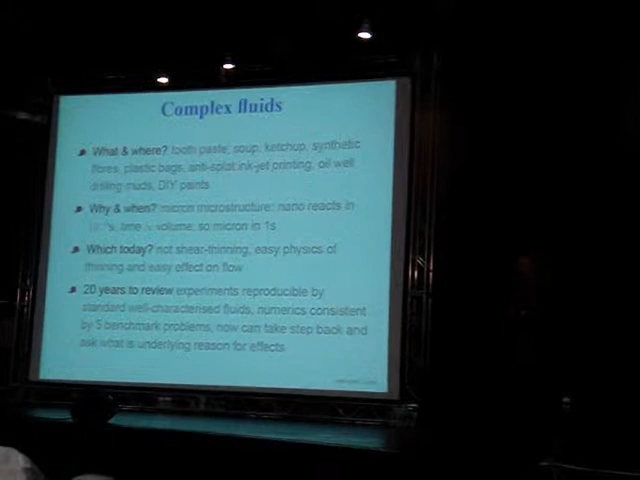 Complex fluids
What & where? tooth paste, soup, ketchup, synthetic
fibres, plastic bags, anti-splat ink-jet printing, oil well
drilling muds, DIY paints
Why & when? micron microstructure: nano reacts in
s, time volume, so micron in 1s
Which today? not shear-thinning, easy physics of
thinning and easy effect on flow
20 years to review experiments reproducible by
standard well-characterised fluids, numerics consistent
by 5 benchmark problems, now can take step back and
ask what is underlying reason for effects